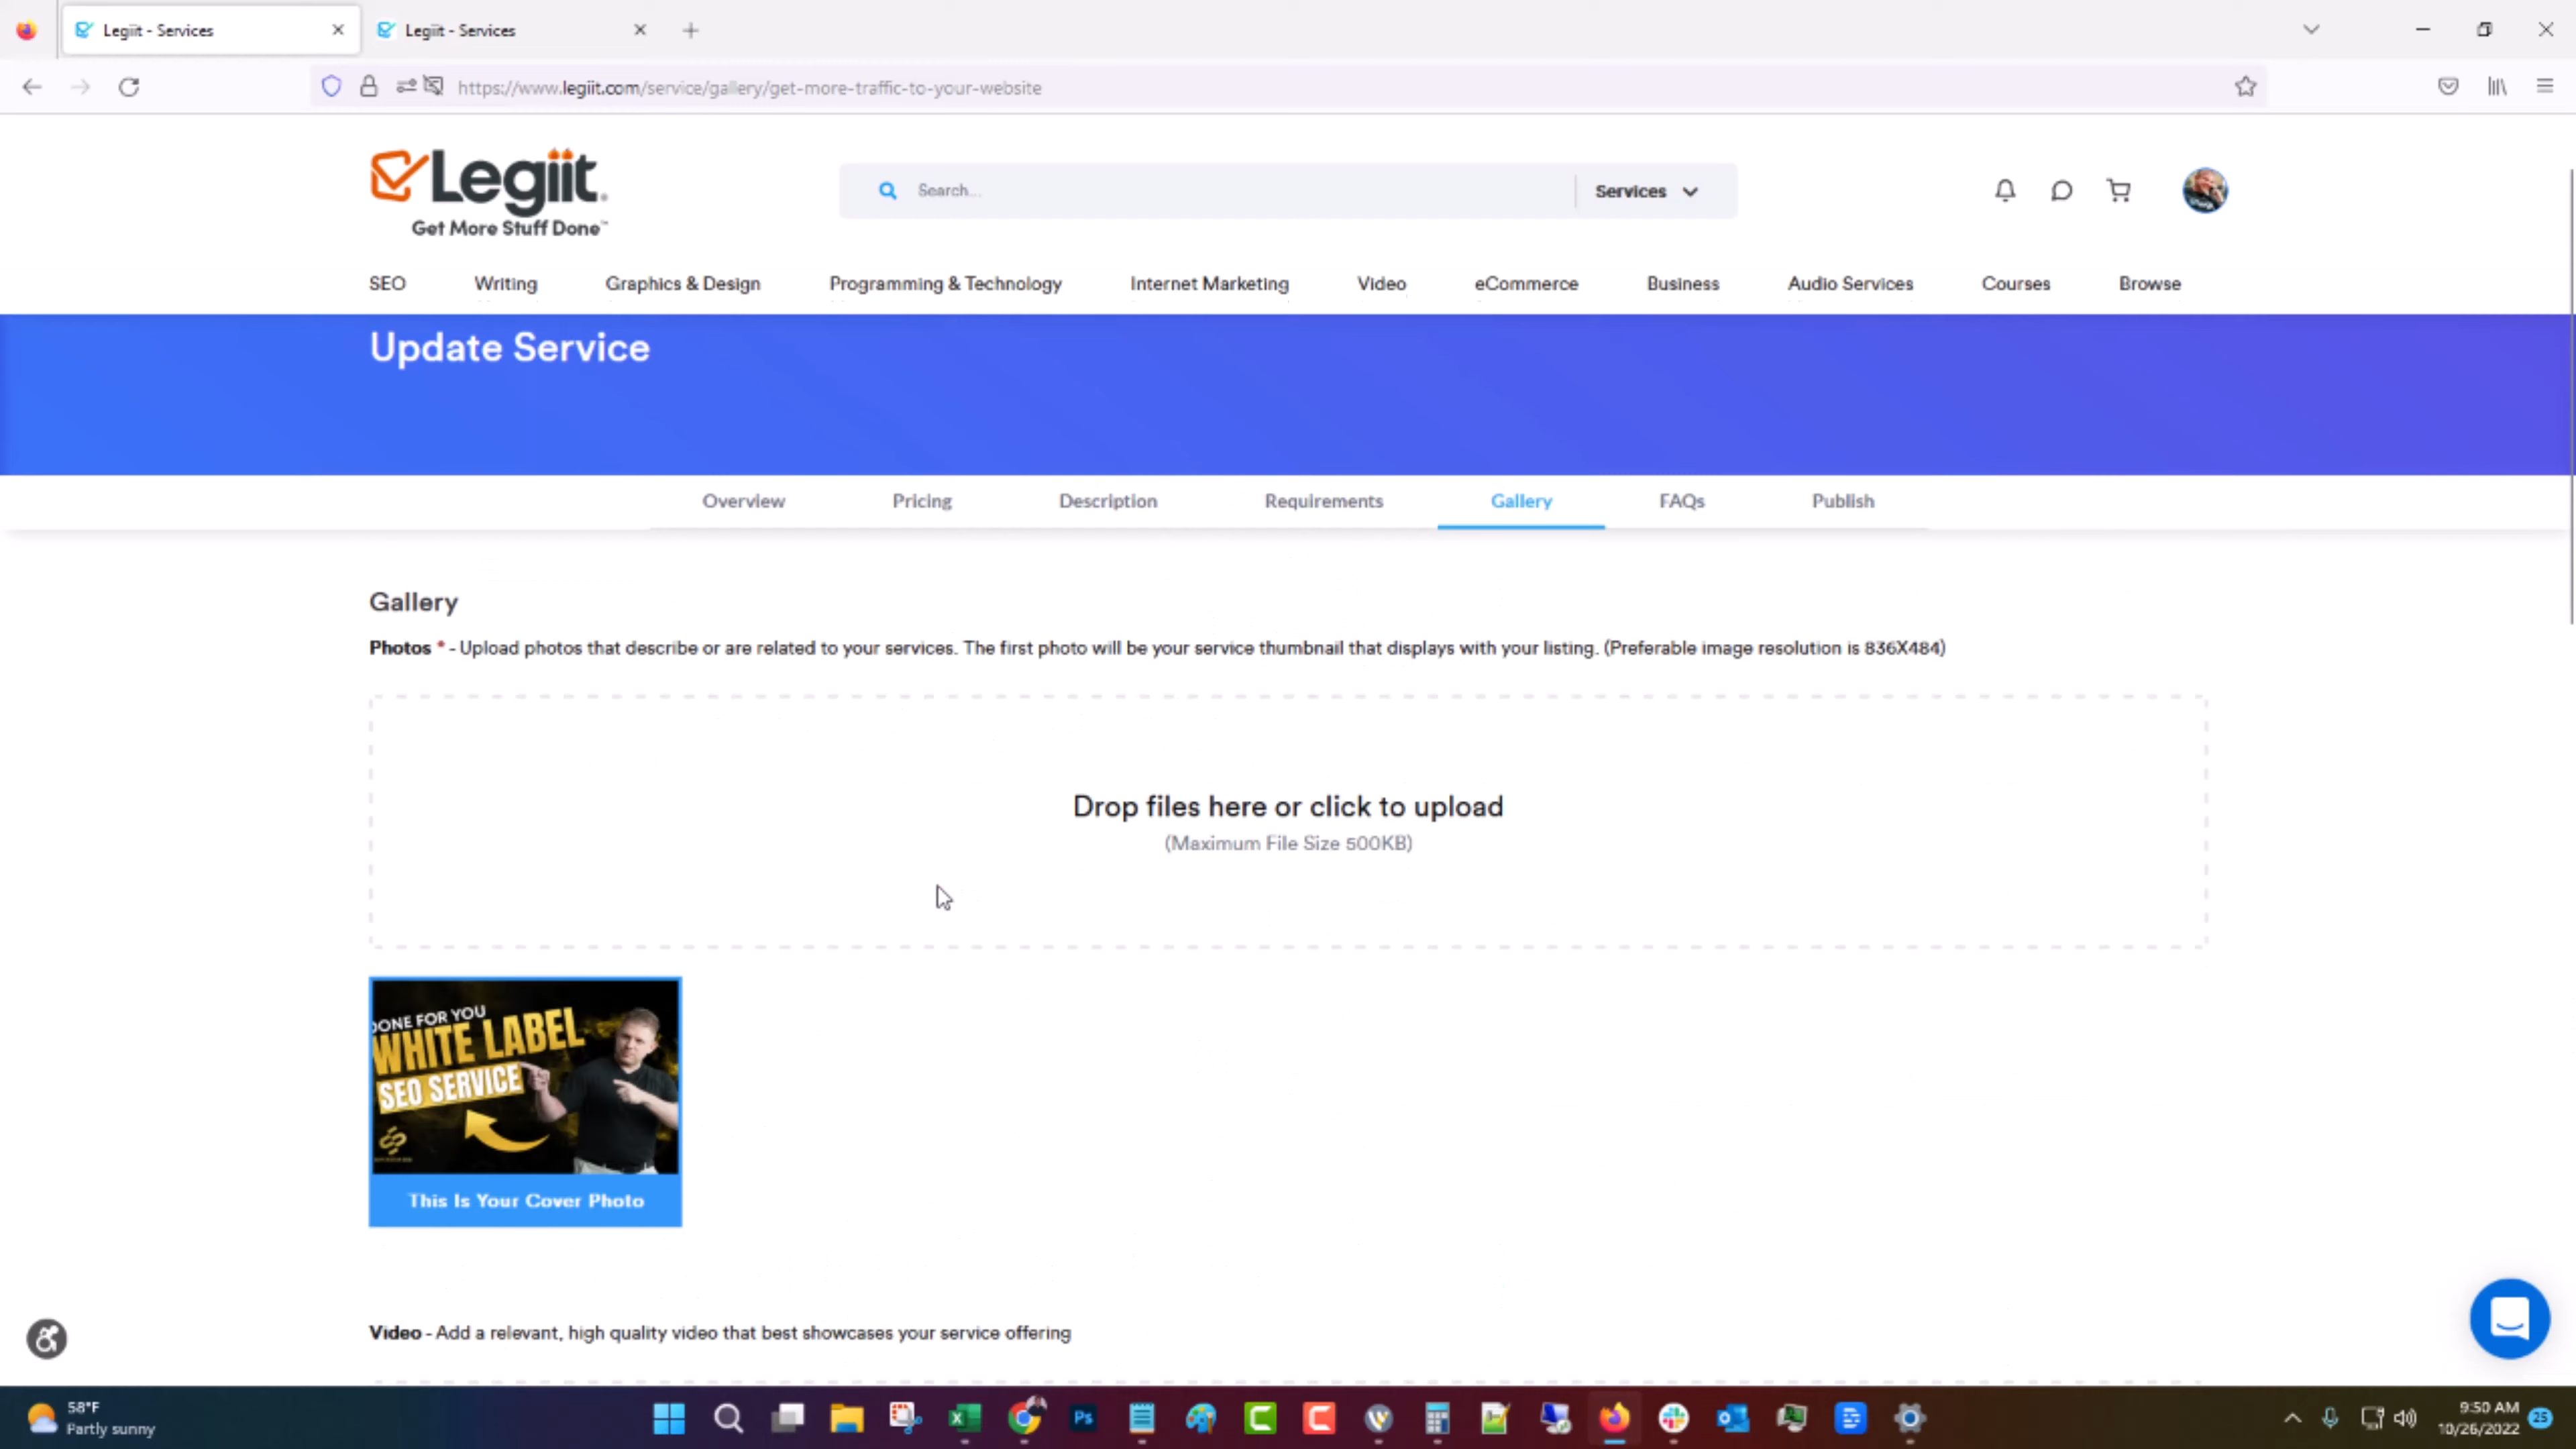 Legiit - Services
Legiit - Services
https://www.legiit.com/service/gallery/get-more-traffic-to-your-website
Legiit.
Get More Stuff Done™
Search...
Services
SEO Writing Graphics & Design Programming & Technology Internet Marketing Video eCommerce Business Audio Services Courses Browse
Update Service
Overview Pricing Description Requirements Gallery FAQs Publish
Gallery
Photos * - Upload photos that describe or are related to your services. The first photo will be your service thumbnail that displays with your listing. (Preferable image resolution is 836X484)
Drop files here or click to upload
(Maximum File Size 500KB)
DONE FOR YOU
WHITE LABEL
SEO SERVICE
This Is Your Cover Photo
Video - Add a relevant, high quality video that best showcases your service offering
58°F
Partly sunny
Ps
9:50 AM
10/26/2022
25